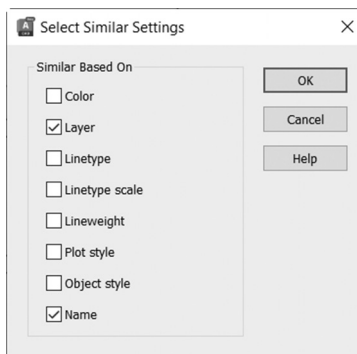 Select Similar Settings
Similar Based On
Color
Layer
Linetype
Linetype scale
Lineweight
Plot style
Object style
Name
OK
Cancel
Help